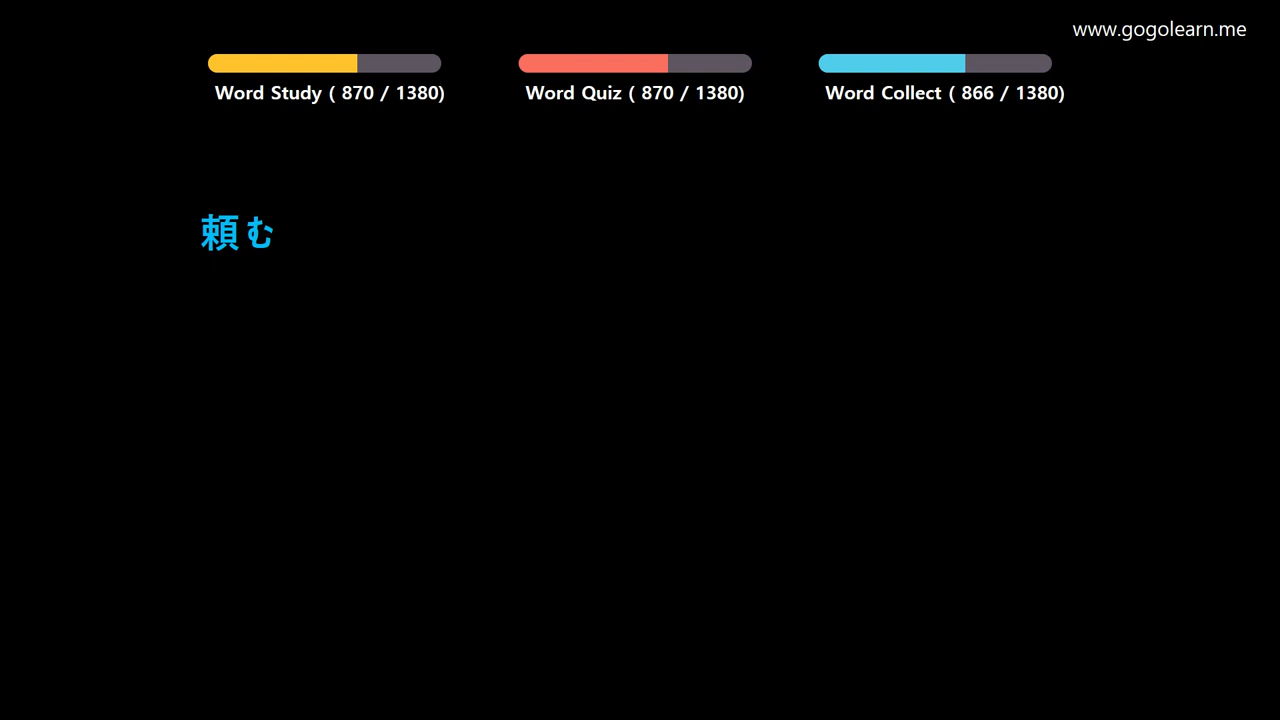 www.gogolearn.me
Word Study ( 870 / 1380)
Word Quiz ( 870 / 1380)
Word Collect ( 866 / 1380)
頼む